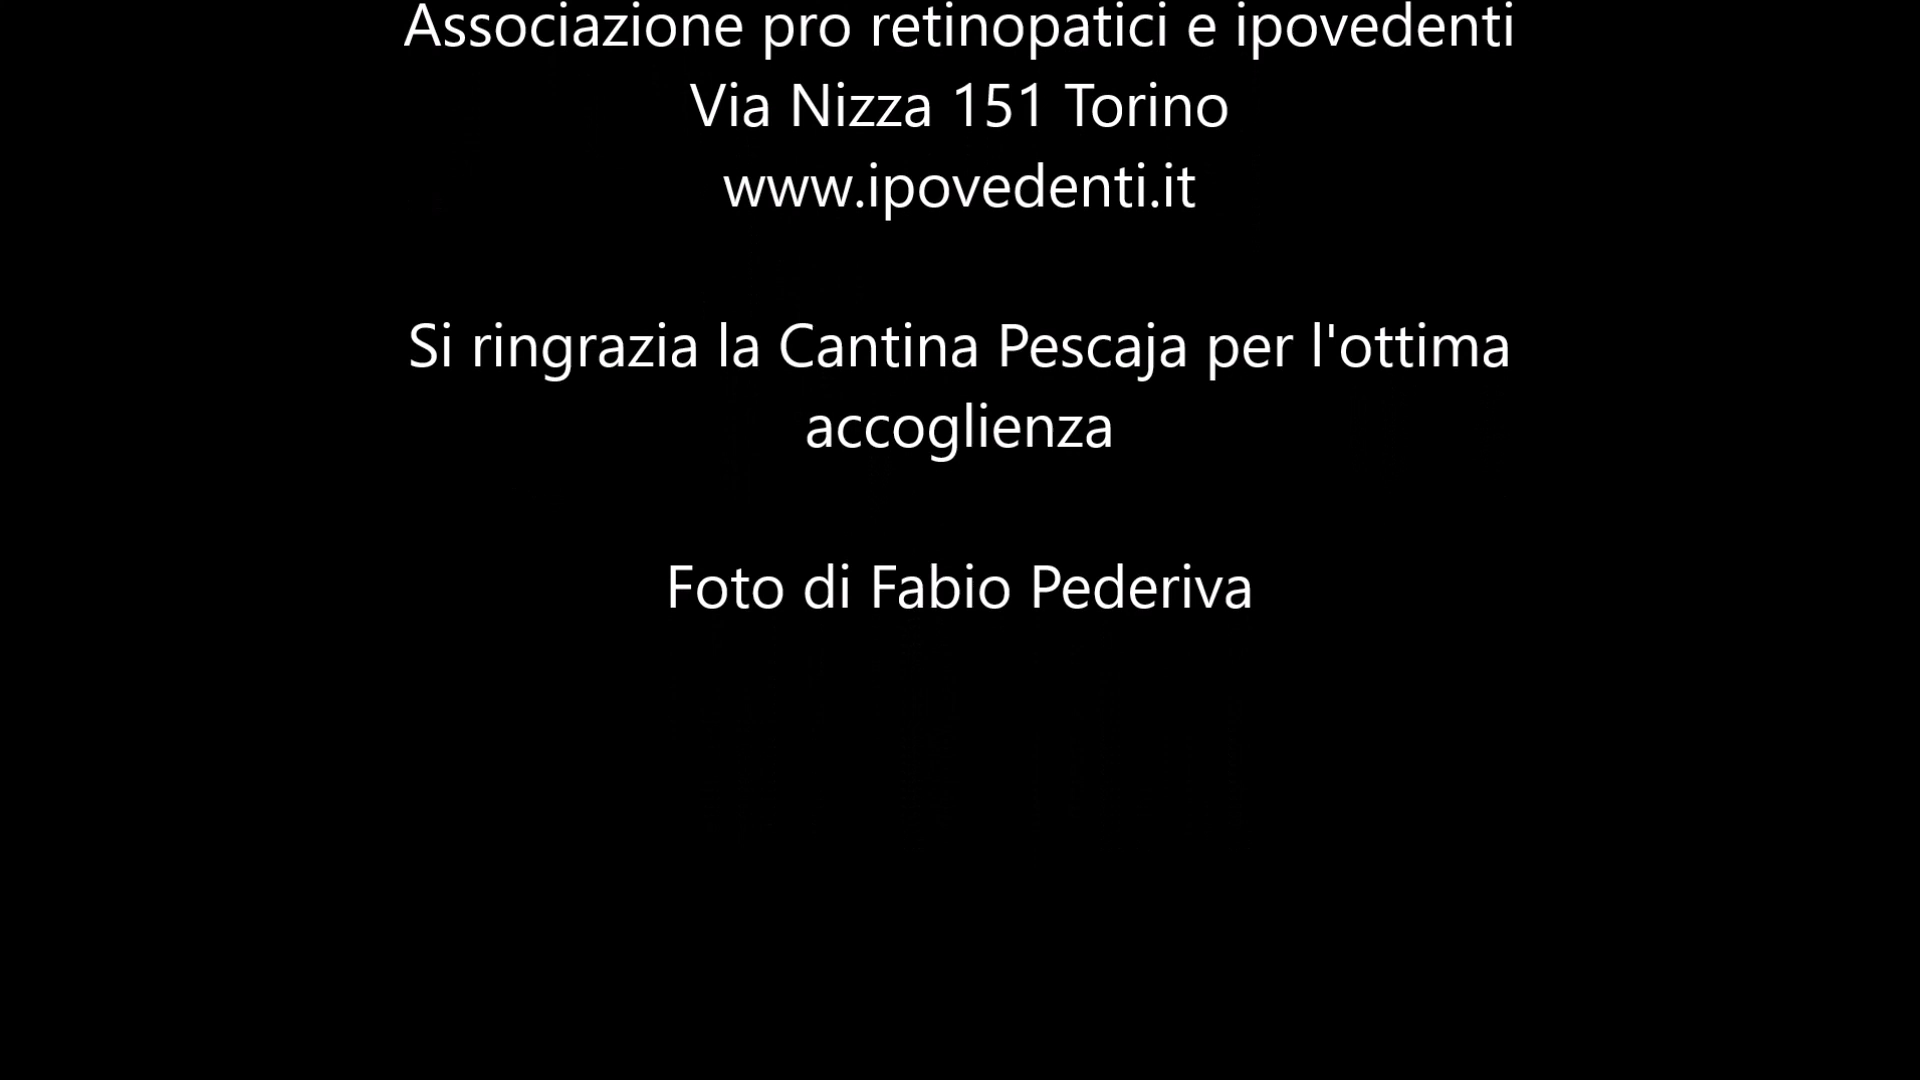 Associazione pro retinopatici e ipovedenti
Via Nizza 151 Torino
www.ipovedenti.it
Si ringrazia la Cantina Pescaja per l'ottima
accoglienza
Foto di Fabio Pederiva